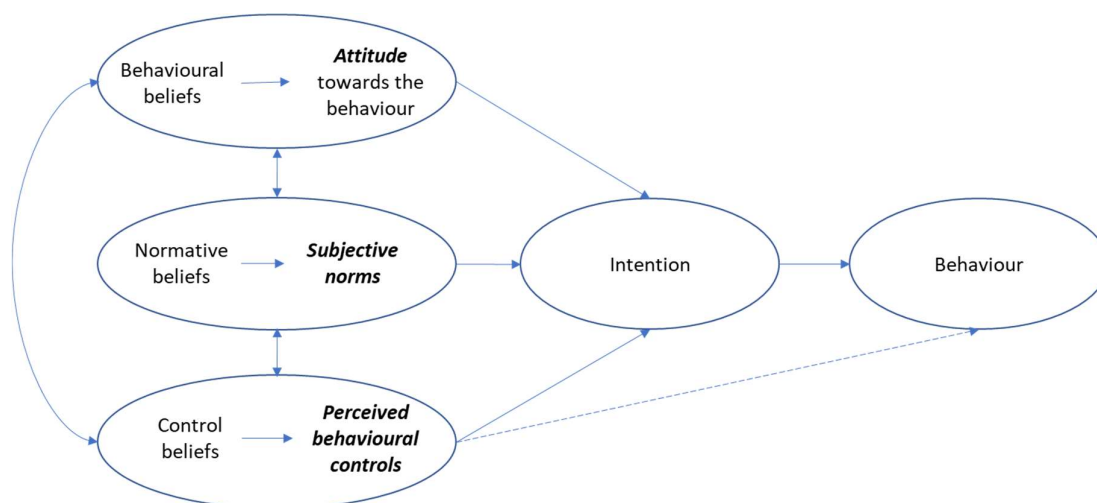 Behavioural
beliefs
Attitude
towards the
behaviour
Normative
beliefs
Subjective
norms
Intention
Behaviour
Control
beliefs
Perceived
behavioural
controls